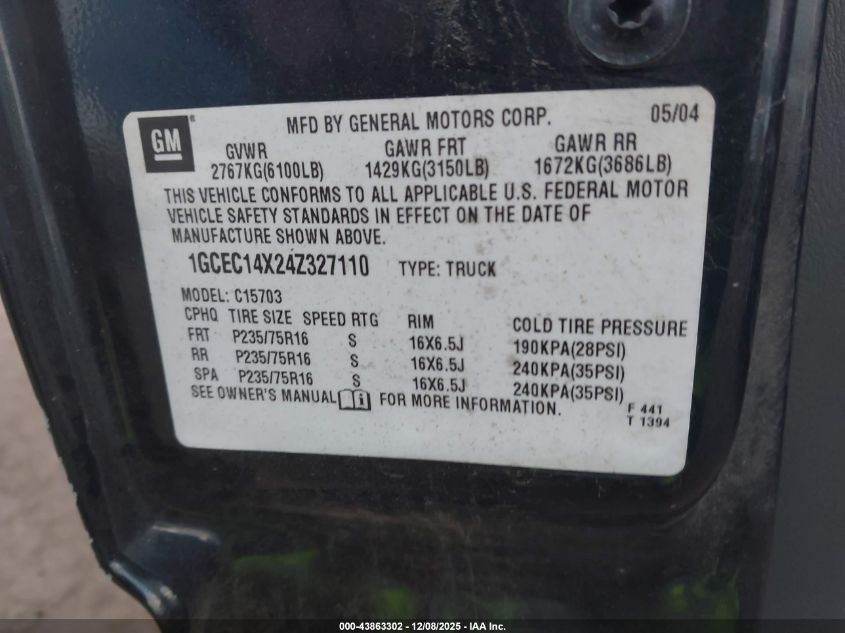 GM® MFD BY GENERAL MOTORS CORP. 05/04
GVWR GAWR FRT GAWR RR
2767KG(6100LB) 1429KG(3150LB) 1672KG(3686LB)
THIS VEHICLE CONFORMS TO ALL APPLICABLE U.S. FEDERAL MOTOR
VEHICLE SAFETY STANDARDS IN EFFECT ON THE DATE OF
MANUFACTURE SHOWN ABOVE.
1GCEC14X24Z327110 TYPE: TRUCK
MODEL: C15703
CPHQ TIRE SIZE SPEED RTG RIM COLD TIRE PRESSURE
FRT P235/75R16 S 16X6.5J 190KPA(28PSI)
RR P235/75R16 S 16X6.5J 240KPA(35PSI)
SPA P235/75R16 S 16X6.5J 240KPA(35PSI)
SEE OWNER'S MANUAL FOR MORE INFORMATION.
F 441
T 1394
000-43863302 - 12/08/2025 - IAA Inc.